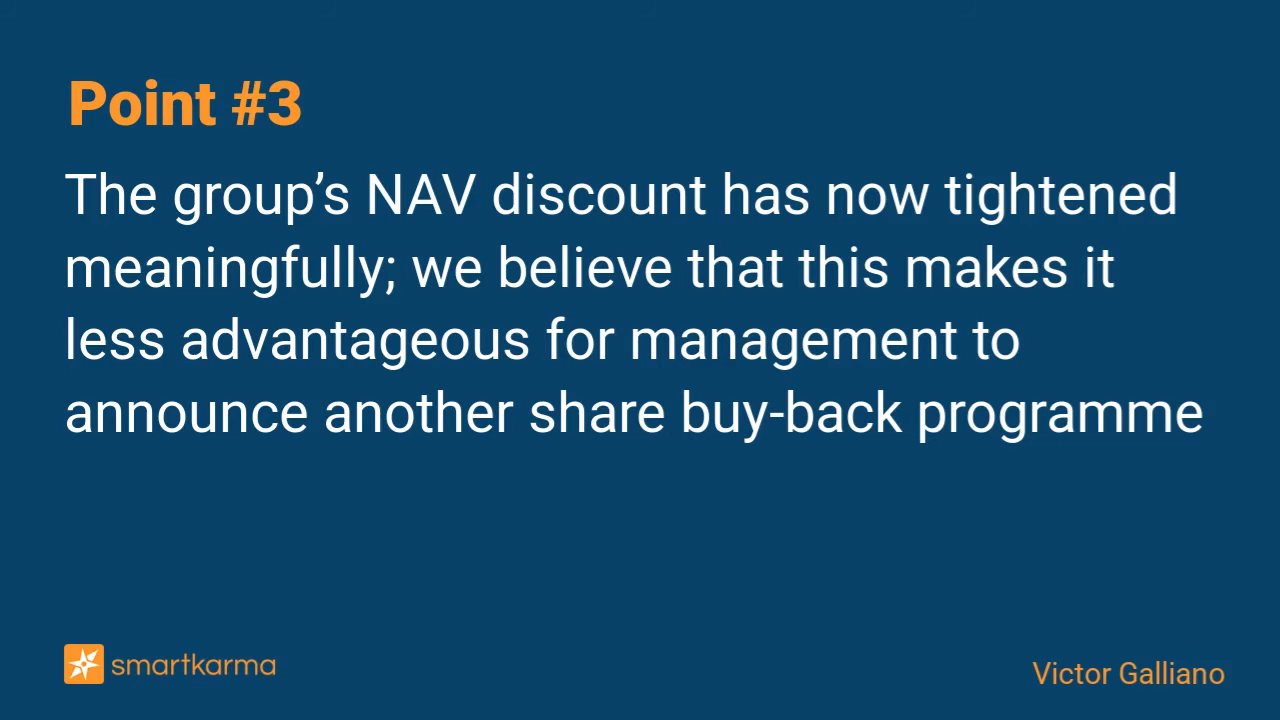 Point #3
The group’s NAV discount has now tightened
meaningfully; we believe that this makes it
less advantageous for management to
announce another share buy-back programme
smartkarma
Victor Galliano